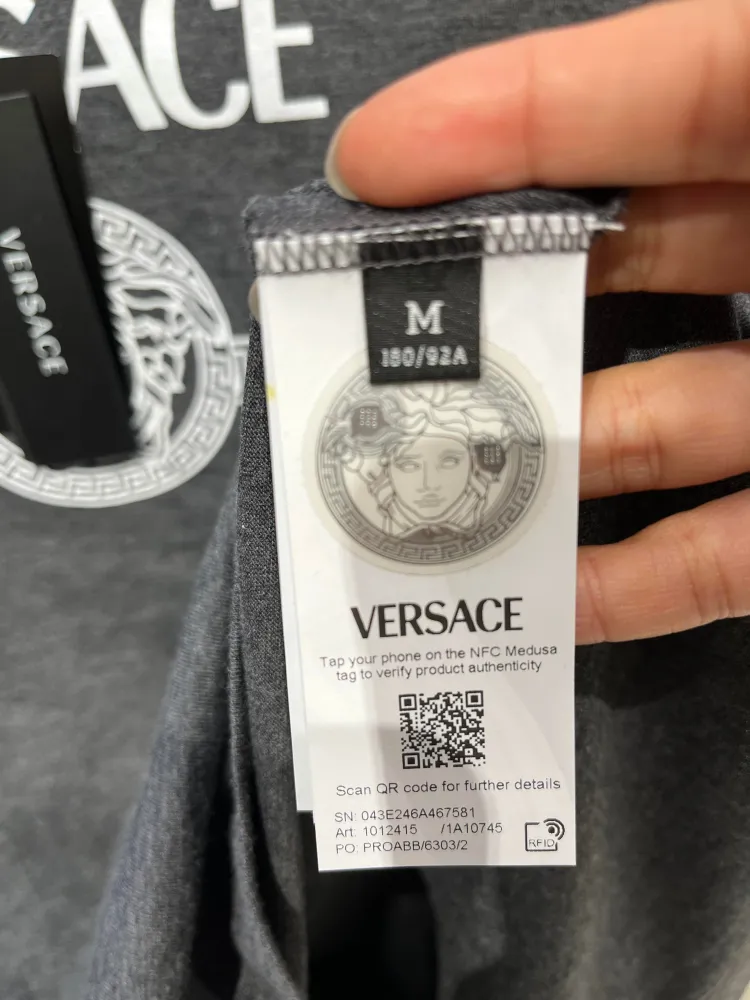 ACE
VERSACE
M
180/92A
VERSACE
Tap your phone on the NFC Medusa
tag to verify product authenticity
Scan QR code for further details
SN: 043E246A467581
Art: 1012415 /1A10745
PO: PROABB/6303/2
RFID